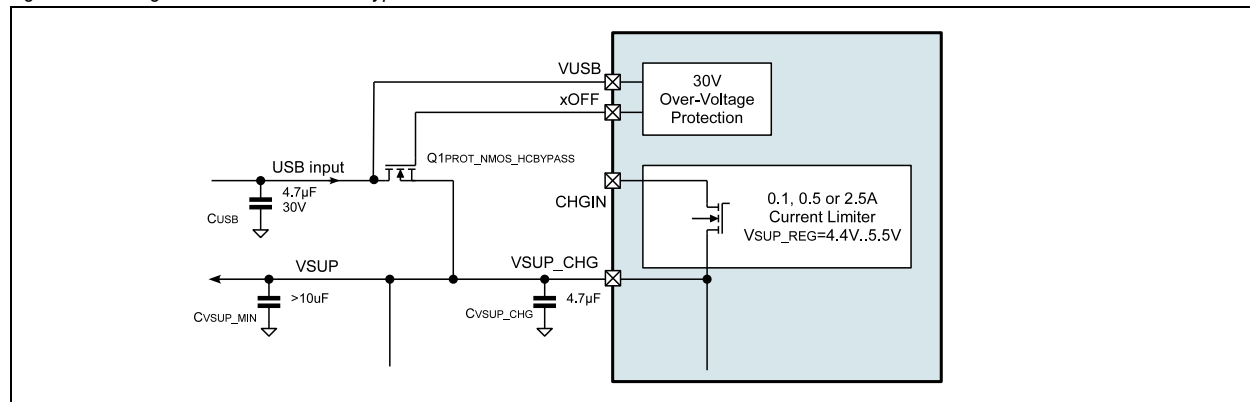 VUSB
30V
Over-Voltage
Protection
xOFF
Q1PROT_NMOS_HCBYPASS
USB input
4.7µF
30V
CUSB
CHGIN
0.1, 0.5 or 2.5A
Current Limiter
VSUP_REG=4.4V..5.5V
VSUP
VSUP_CHG
>10uF
4.7µF
CVSUP_MIN
CVSUP_CHG